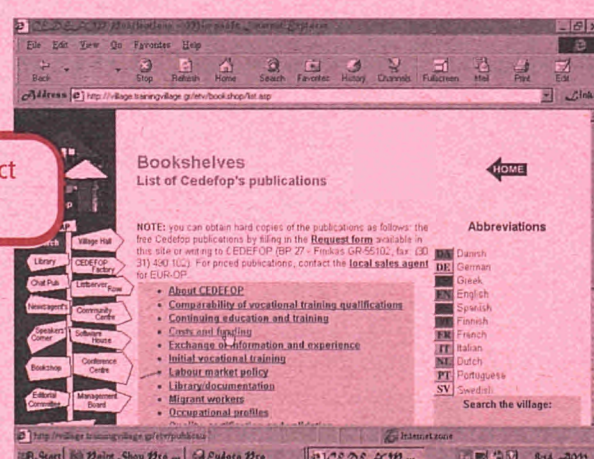 File Edit View Go Favorites Help
Back Stop Refresh Home Search Favorites History Channels Fullscreen Mail Print Edit
Address http://village.trainingvillage.gr/etv/bookshop/list.asp
ct
Bookshelves
List of Cedefop's publications
HOME
NOTE: you can obtain hard copies of the publications as follows: the
free Cedefop publications by filling in the Request form available in
this site or writing to CEDEFOP (BP 27 - Finikas GR-55102, fax: (30
31) 490 102). For priced publications, contact the local sales agent
for EUR-OP.
About CEDEFOP
Comparability of vocational training qualifications
Continuing education and training
Costs and funding
Exchange of information and experience
Initial vocational training
Labour market policy
Library/documentation
Migrant workers
Occupational profiles
Abbreviations
DA Danish
DE German
Greek
EN English
Spanish
Finnish
FR French
IT Italian
NL Dutch
PT Portuguese
SV Swedish
Search the village:
Village Hall
Library
CEDEFOP Factory
Chat Pub
Listserver Row
Newsagent's
Community Centre
Speakers' Corner
Software House
Bookshop
Conference Centre
Editorial Committee
Management Board
Internet zone
Start Paint Shop Pro Eudora Pro